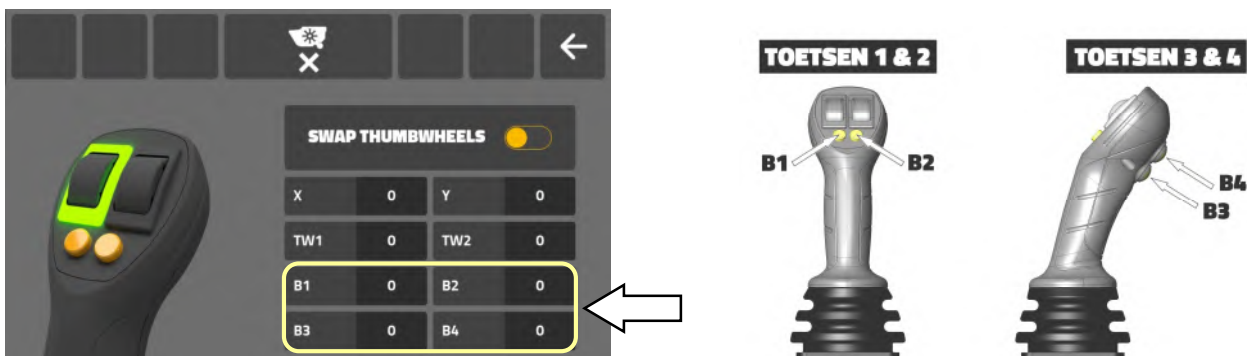 SWAP THUMBWHEELS
X 0 Y 0
TW1 0 TW2 0
B1 0 B2 0
B3 0 B4 0
TOETSEN 1 & 2
B1
B2
TOETSEN 3 & 4
B4
B3